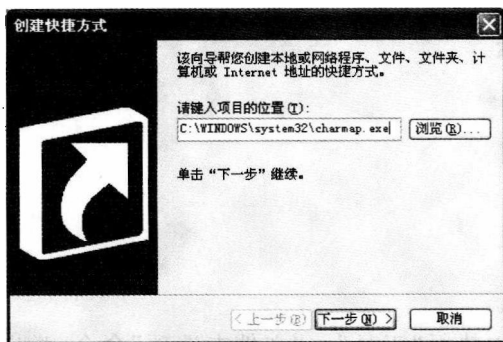 创建快捷方式
该向导帮您创建本地或网络程序、文件、文件夹、计
算机或 Internet 地址的快捷方式。
请键入项目的位置(T):
C:\WINDOWS\system32\charmap.exe 浏览(R)...
单击“下一步”继续。
<上一步(B) 下一步(N)> 取消